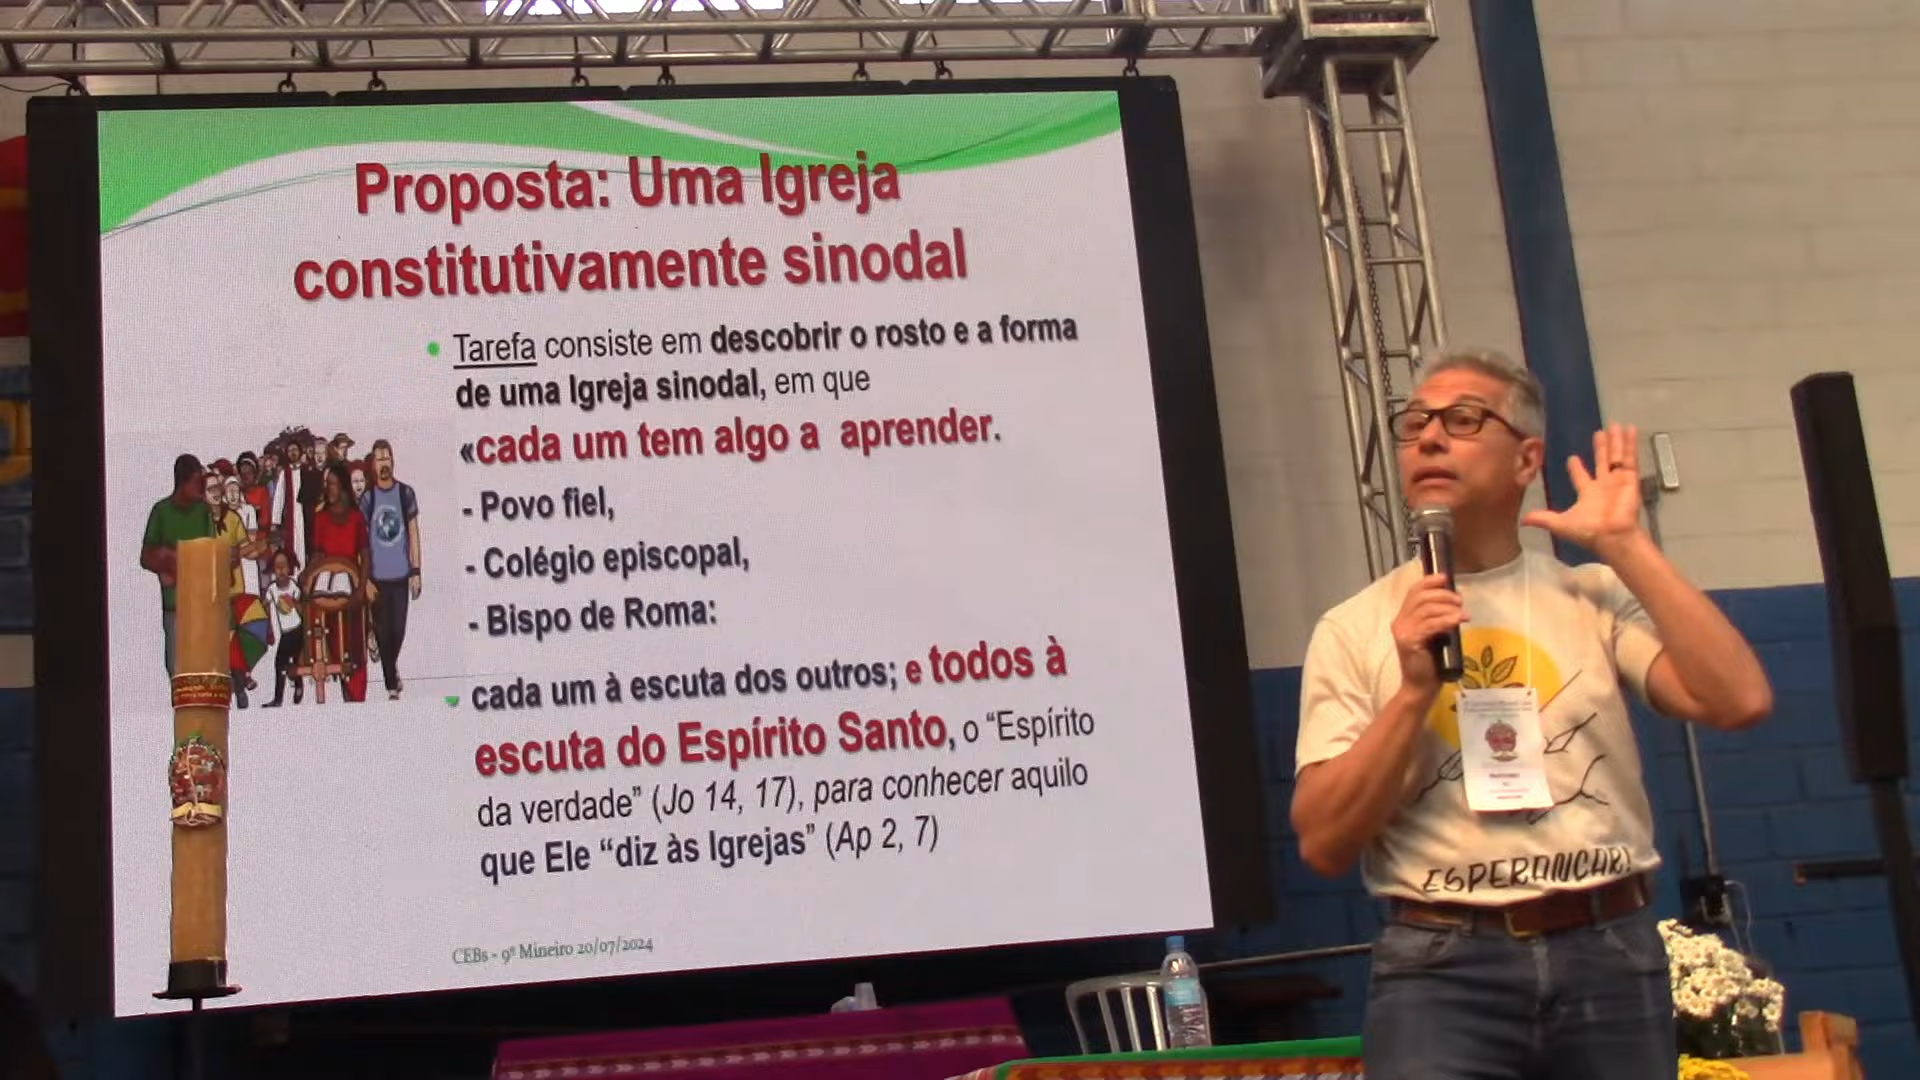 Proposta: Uma Igreja
constitutivamente sinodal
Tarefa consiste em descobrir o rosto e a forma
de uma Igreja sinodal, em que
«cada um tem algo a aprender.
- Povo fiel,
- Colégio episcopal,
- Bispo de Roma:
cada um à escuta dos outros; e todos à
escuta do Espírito Santo, o “Espírito
da verdade” (Jo 14, 17), para conhecer aquilo
que Ele “diz às Igrejas” (Ap 2, 7)
CEBs - 9º Mineiro 20/07/2024
ESPERANÇAR!